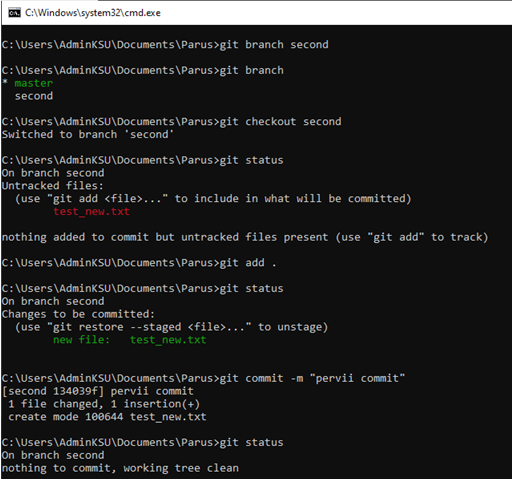 C:\Windows\system32\cmd.exe
C:\Users\AdminKSU\Documents\Parus>git branch second
C:\Users\AdminKSU\Documents\Parus>git branch
* master
  second
C:\Users\AdminKSU\Documents\Parus>git checkout second
Switched to branch 'second'
C:\Users\AdminKSU\Documents\Parus>git status
On branch second
Untracked files:
  (use "git add <file>..." to include in what will be committed)
        test_new.txt
nothing added to commit but untracked files present (use "git add" to track)
C:\Users\AdminKSU\Documents\Parus>git add .
C:\Users\AdminKSU\Documents\Parus>git status
On branch second
Changes to be committed:
  (use "git restore --staged <file>..." to unstage)
        new file:   test_new.txt
C:\Users\AdminKSU\Documents\Parus>git commit -m "pervii commit"
[second 134039f] pervii commit
 1 file changed, 1 insertion(+)
 create mode 100644 test_new.txt
C:\Users\AdminKSU\Documents\Parus>git status
On branch second
nothing to commit, working tree clean